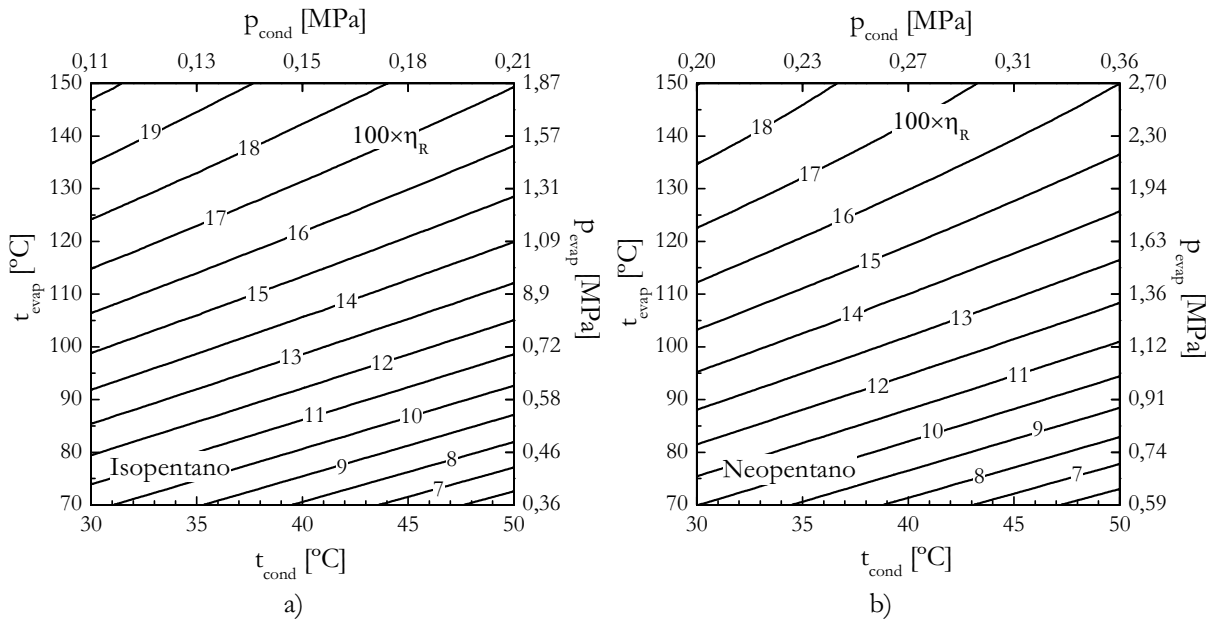 p_cond [MPa]
0,11 0,13 0,15 0,18 0,21
150 1,87
140 1,57
130 1,31
120 1,09
110 8,9
100 0,72
90 0,58
80 0,46
70 0,36
t_evap [ºC]
p_evap [MPa]
100×η_R
19
18
17
16
15
14
13
12
11
10
9
8
7
Isopentano
30 35 40 45 50
t_cond [ºC]
a)
p_cond [MPa]
0,20 0,23 0,27 0,31 0,36
150 2,70
140 2,30
130 1,94
120 1,63
110 1,36
100 1,12
90 0,91
80 0,74
70 0,59
t_evap [ºC]
p_evap [MPa]
100×η_R
18
17
16
15
14
13
12
11
10
9
8
7
Neopentano
30 35 40 45 50
t_cond [ºC]
b)